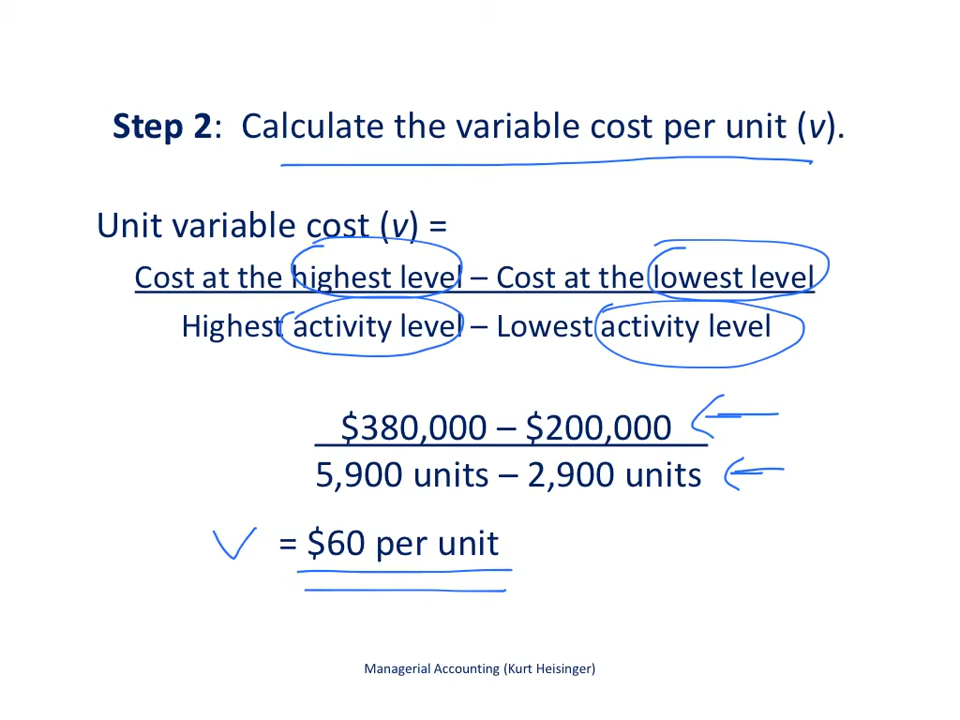 Step 2: Calculate the variable cost per unit (v).
Unit variable cost (v) =
Cost at the highest level – Cost at the lowest level
Highest activity level – Lowest activity level
$380,000 – $200,000
5,900 units – 2,900 units
V = $60 per unit
Managerial Accounting (Kurt Heisinger)